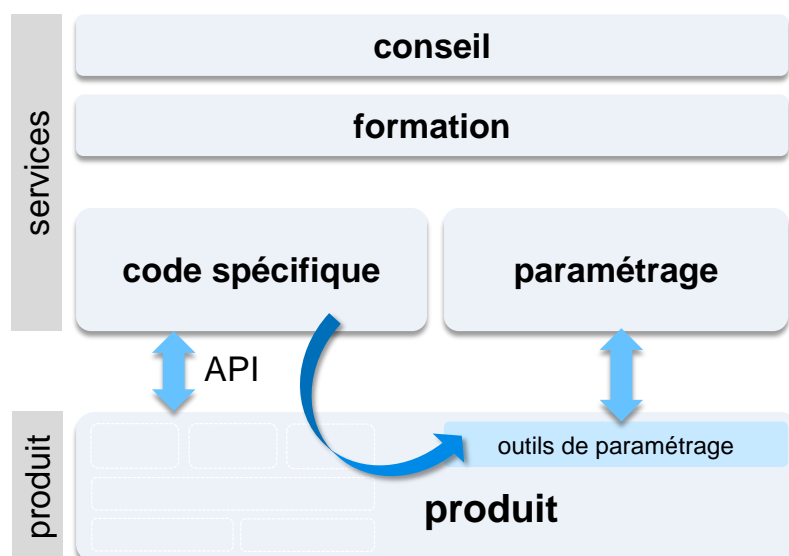 services
conseil
formation
code spécifique
paramétrage
API
produit
outils de paramétrage
produit